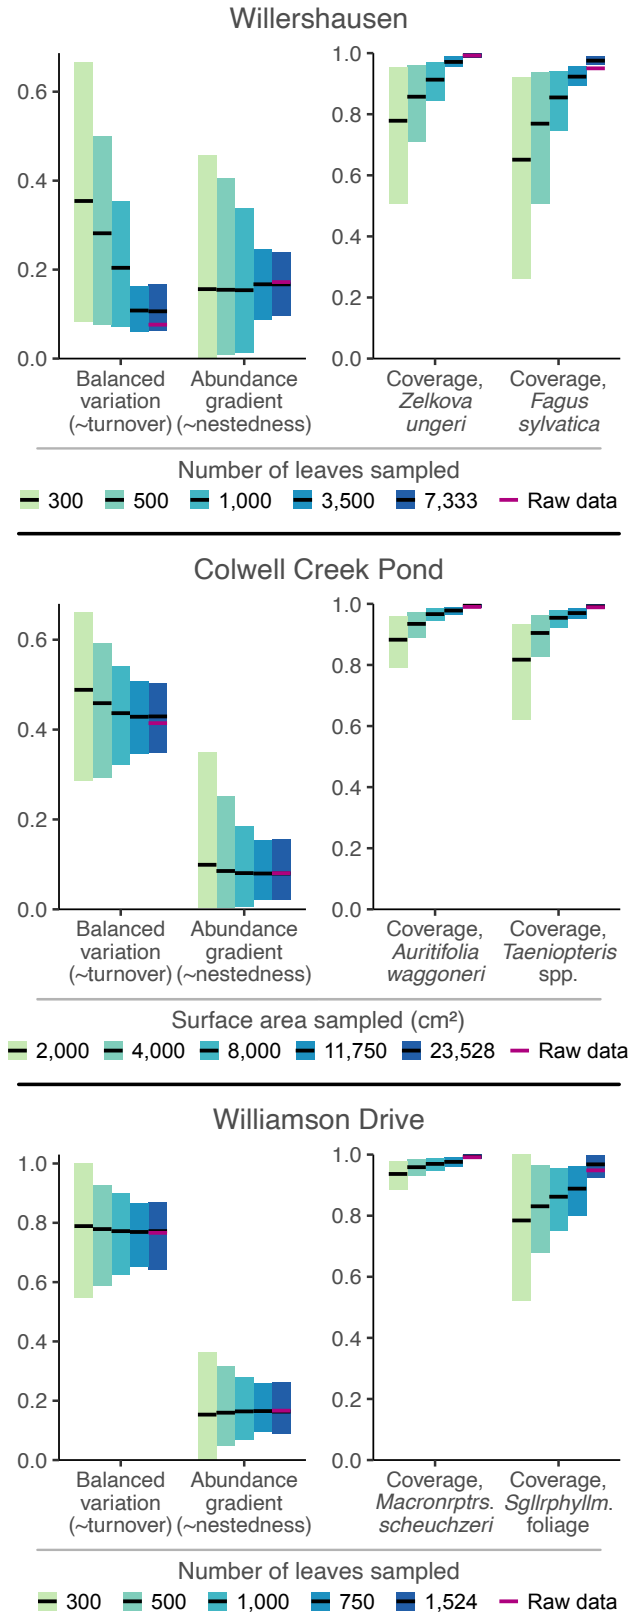 Willershausen
0.6
0.4
0.2
0.0
1.0
0.8
0.6
0.4
0.2
0.0
Balanced
variation
(~turnover)
Abundance
gradient
(~nestedness)
Coverage,
Zelkova
ungeri
Coverage,
Fagus
sylvatica
Number of leaves sampled
300 500 1,000 3,500 7,333 Raw data
Colwell Creek Pond
0.6
0.4
0.2
0.0
1.0
0.8
0.6
0.4
0.2
0.0
Balanced
variation
(~turnover)
Abundance
gradient
(~nestedness)
Coverage,
Auritifolia
waggoneri
Coverage,
Taeniopteris
spp.
Surface area sampled (cm²)
2,000 4,000 8,000 11,750 23,528 Raw data
Williamson Drive
1.0
0.8
0.6
0.4
0.2
0.0
1.0
0.8
0.6
0.4
0.2
0.0
Balanced
variation
(~turnover)
Abundance
gradient
(~nestedness)
Coverage,
Macronrptrs.
scheuchzeri
Coverage,
Sgllrphyllm.
foliage
Number of leaves sampled
300 500 1,000 750 1,524 Raw data